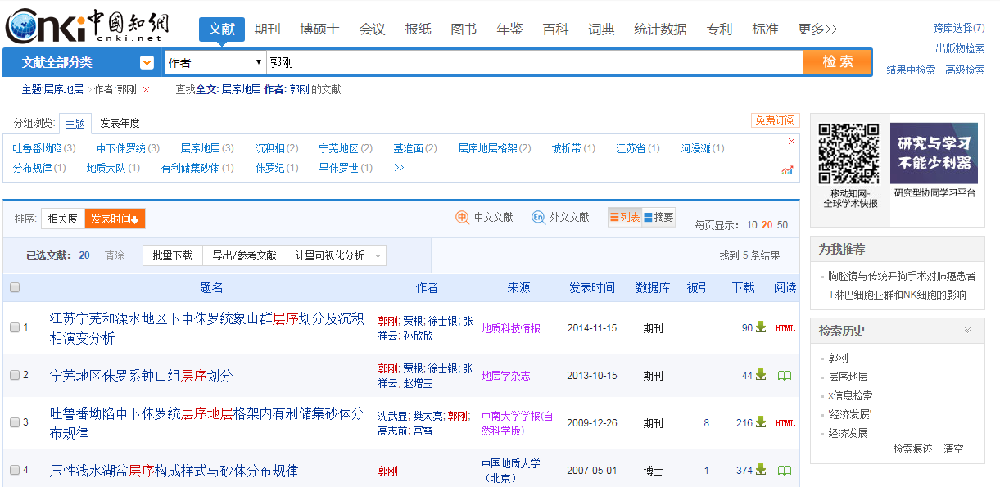 Cnki中國知網
cnki.net
文献 期刊 博硕士 会议 报纸 图书 年鉴 百科 词典 统计数据 专利 标准 更多>>
跨库选择(7)
出版物检索
文献全部分类 作者 郭刚 检 索
结果中检索 高级检索
主题:层序地层 > 作者:郭刚 × 查找全文: 层序地层 作者: 郭刚 的文献
分组浏览: 主题 发表年度 免费订阅
吐鲁番坳陷(3) 中下侏罗统(3) 层序地层(3) 沉积相(2) 宁芜地区(2) 基准面(2) 层序地层格架(2) 坡折带(1) 江苏省(1) 河漫滩(1) ×
分布规律(1) 地质大队(1) 有利储集砂体(1) 侏罗纪(1) 早侏罗世(1) >>
移动知网-
全球学术快报
研究与学习
不能少利器
研究型协同学习平台
排序: 相关度 发表时间 中 中文文献 En 外文文献 列表 摘要 每页显示: 10 20 50
已选文献: 20 清除 批量下载 导出/参考文献 计量可视化分析 找到 5 条结果
题名 作者 来源 发表时间 数据库 被引 下载 阅读
1 江苏宁芜和溧水地区下中侏罗统象山群层序划分及沉积
相演变分析
郭刚; 贾根; 徐士银; 张
祥云; 孙欣欣
地质科技情报 2014-11-15 期刊 90 HTML
2 宁芜地区侏罗系钟山组层序划分
郭刚; 贾根; 徐士银; 张
祥云; 赵增玉
地层学杂志 2013-10-15 期刊 44
3 吐鲁番坳陷中下侏罗统层序地层格架内有利储集砂体分
布规律
沈武显; 樊太亮; 郭刚;
高志前; 宫雪
中南大学学报(自
然科学版)
2009-12-26 期刊 8 216 HTML
4 压性浅水湖盆层序构成样式与砂体分布规律 郭刚
中国地质大学
（北京）
2007-05-01 博士 1 374
为我推荐
胸腔镜与传统开胸手术对肺癌患者
T淋巴细胞亚群和NK细胞的影响
检索历史
郭刚
层序地层
x信息检索
'经济发展'
经济发展
检索痕迹 清空